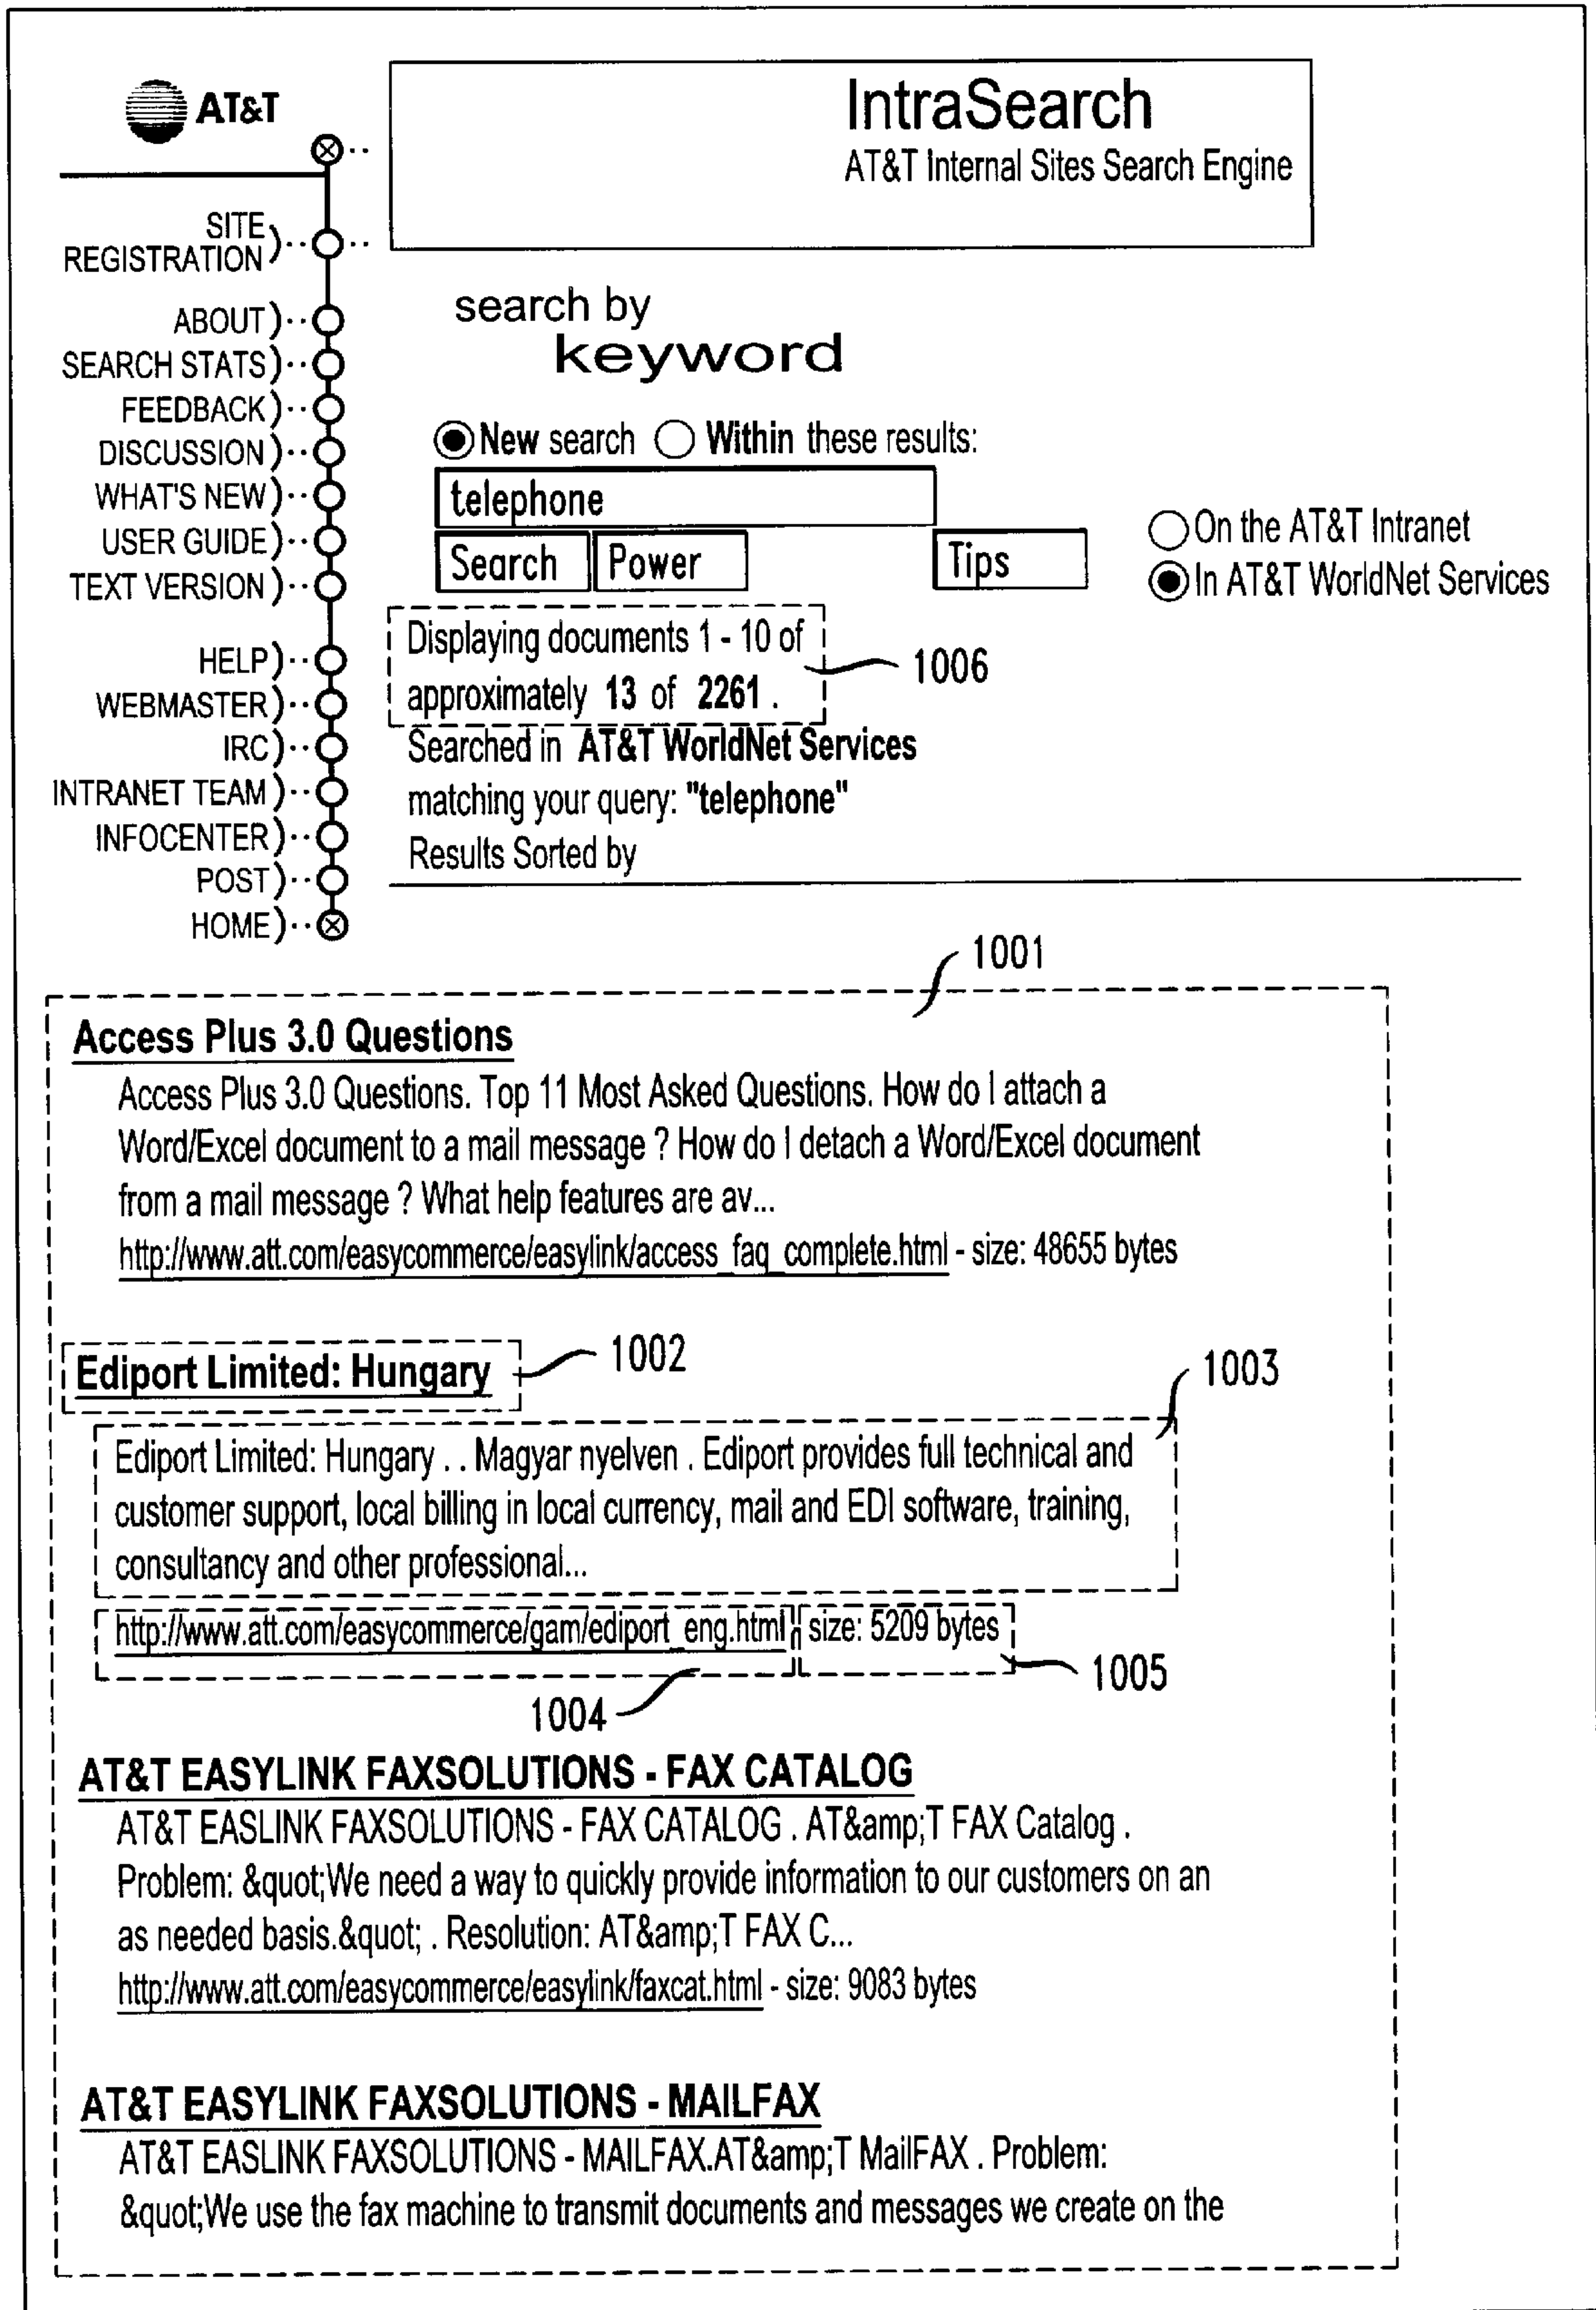 AT&T
IntraSearch
AT&T Internal Sites Search Engine
SITE
REGISTRATION
ABOUT
SEARCH STATS
FEEDBACK
DISCUSSION
WHAT'S NEW
USER GUIDE
TEXT VERSION
HELP
WEBMASTER
IRC
INTRANET TEAM
INFOCENTER
POST
HOME
search by
keyword
New search Within these results:
telephone
Search Power Tips
On the AT&T Intranet
In AT&T WorldNet Services
Displaying documents 1 - 10 of
approximately 13 of 2261 .
1006
Searched in AT&T WorldNet Services
matching your query: "telephone"
Results Sorted by
1001
Access Plus 3.0 Questions
Access Plus 3.0 Questions. Top 11 Most Asked Questions. How do I attach a
Word/Excel document to a mail message ? How do I detach a Word/Excel document
from a mail message ? What help features are av...
http://www.att.com/easycommerce/easylink/access_faq_complete.html - size: 48655 bytes
Ediport Limited: Hungary
1002
1003
Ediport Limited: Hungary . . Magyar nyelven . Ediport provides full technical and
customer support, local billing in local currency, mail and EDI software, training,
consultancy and other professional...
http://www.att.com/easycommerce/gam/ediport_eng.html size: 5209 bytes
1005
1004
AT&T EASYLINK FAXSOLUTIONS - FAX CATALOG
AT&T EASLINK FAXSOLUTIONS - FAX CATALOG . AT&amp;T FAX Catalog .
Problem: &quot;We need a way to quickly provide information to our customers on an
as needed basis.&quot; . Resolution: AT&amp;T FAX C...
http://www.att.com/easycommerce/easylink/faxcat.html - size: 9083 bytes
AT&T EASYLINK FAXSOLUTIONS - MAILFAX
AT&T EASLINK FAXSOLUTIONS - MAILFAX.AT&amp;T MailFAX . Problem:
&quot;We use the fax machine to transmit documents and messages we create on the